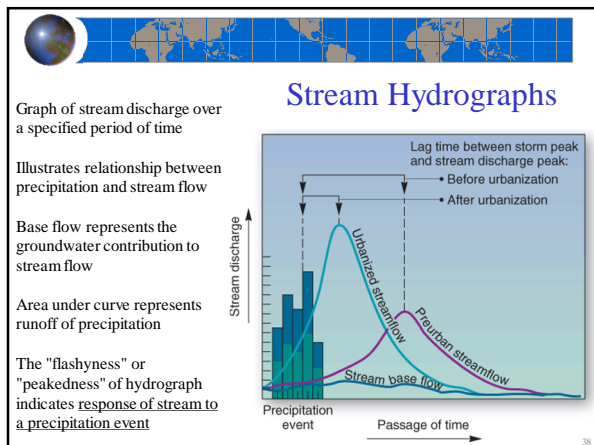 Stream Hydrographs
Graph of stream discharge over
a specified period of time
Illustrates relationship between
precipitation and stream flow
Base flow represents the
groundwater contribution to
stream flow
Area under curve represents
runoff of precipitation
The "flashyness" or
"peakedness" of hydrograph
indicates response of stream to
a precipitation event
Lag time between storm peak
and stream discharge peak:
• Before urbanization
• After urbanization
Stream discharge
Urbanized streamflow
Preurban streamflow
Stream base flow
Precipitation
event
Passage of time
38